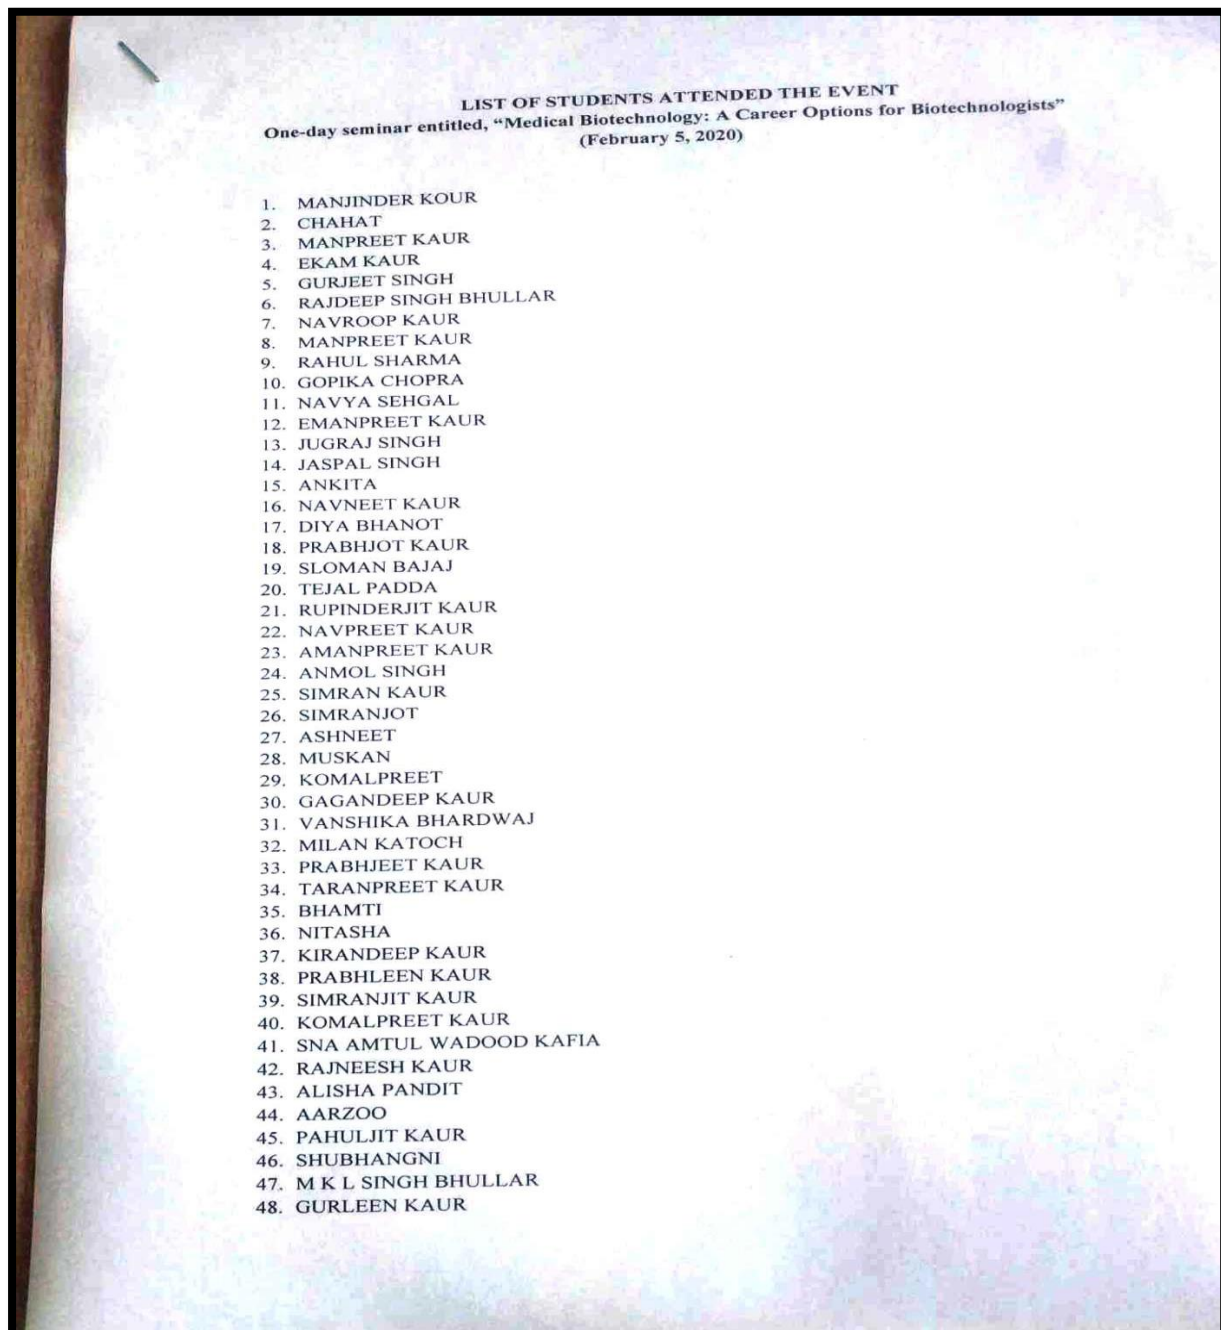 LIST OF STUDENTS ATTENDED THE EVENT
One-day seminar entitled, “Medical Biotechnology: A Career Options for Biotechnologists”
(February 5, 2020)
1. MANJINDER KOUR
2. CHAHAT
3. MANPREET KAUR
4. EKAM KAUR
5. GURJEET SINGH
6. RAJDEEP SINGH BHULLAR
7. NAVROOP KAUR
8. MANPREET KAUR
9. RAHUL SHARMA
10. GOPIKA CHOPRA
11. NAVYA SEHGAL
12. EMANPREET KAUR
13. JUGRAJ SINGH
14. JASPAL SINGH
15. ANKITA
16. NAVNEET KAUR
17. DIYA BHANOT
18. PRABHJOT KAUR
19. SLOMAN BAJAJ
20. TEJAL PADDA
21. RUPINDERJIT KAUR
22. NAVPREET KAUR
23. AMANPREET KAUR
24. ANMOL SINGH
25. SIMRAN KAUR
26. SIMRANJOT
27. ASHNEET
28. MUSKAN
29. KOMALPREET
30. GAGANDEEP KAUR
31. VANSHIKA BHARDWAJ
32. MILAN KATOCH
33. PRABHJEET KAUR
34. TARANPREET KAUR
35. BHAMTI
36. NITASHA
37. KIRANDEEP KAUR
38. PRABHLEEN KAUR
39. SIMRANJIT KAUR
40. KOMALPREET KAUR
41. SNA AMTUL WADOOD KAFIA
42. RAJNEESH KAUR
43. ALISHA PANDIT
44. AARZOO
45. PAHULJIT KAUR
46. SHUBHANGNI
47. M K L SINGH BHULLAR
48. GURLEEN KAUR